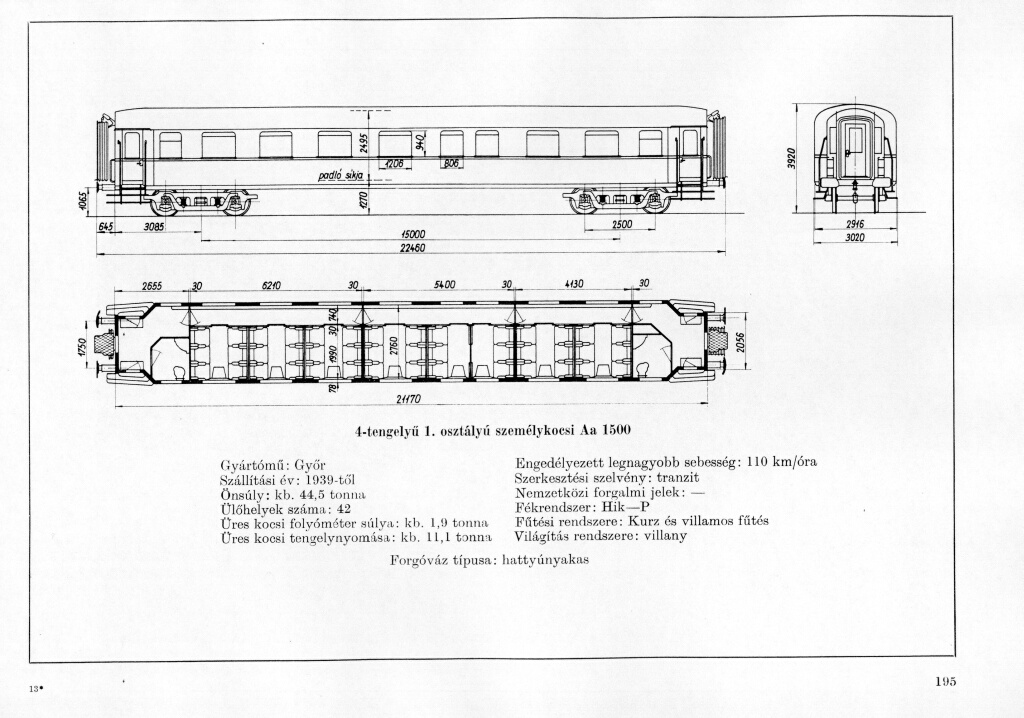 2495
940
1206
806
padló síkja
1065
1270
645
3085
15000
2500
22460
3920
2916
3020
2655
30
6210
30
5400
30
4130
30
740
30
1990
2760
78
1750
2056
21170
4-tengelyű 1. osztályú személykocsi Aa 1500
Gyártómű: Győr
Szállítási év: 1939-től
Önsúly: kb. 44,5 tonna
Ülőhelyek száma: 42
Üres kocsi folyóméter súlya: kb. 1,9 tonna
Üres kocsi tengelynyomása: kb. 11,1 tonna
Engedélyezett legnagyobb sebesség: 110 km/óra
Szerkesztési szelvény: tranzit
Nemzetközi forgalmi jelek: —
Fékrendszer: Hik—P
Fűtési rendszere: Kurz és villamos fűtés
Világítás rendszere: villany
Forgóváz típusa: hattyúnyakas
13*
195